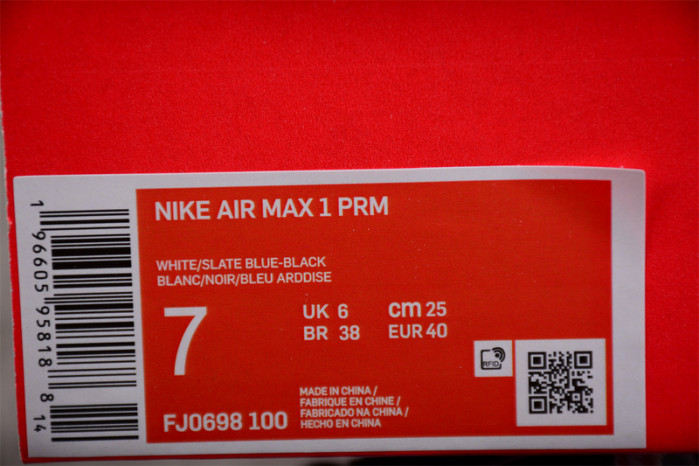 NIKE AIR MAX 1 PRM
WHITE/SLATE BLUE-BLACK
BLANC/NOIR/BLEU ARDDISE
7
UK 6 cm 25
BR 38 EUR 40
RFID
MADE IN CHINA /
FABRIQUE EN CHINE /
FABRICADO NA CHINA /
HECHO EN CHINA
FJ0698 100
1 96605 95818 8 14